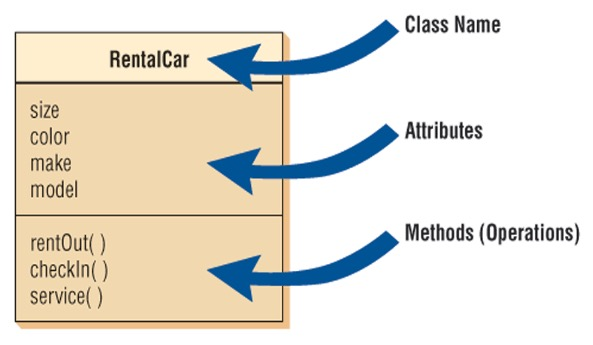 Class Name
RentalCar
size
color
make
model
Attributes
rentOut( )
checkIn( )
service( )
Methods (Operations)